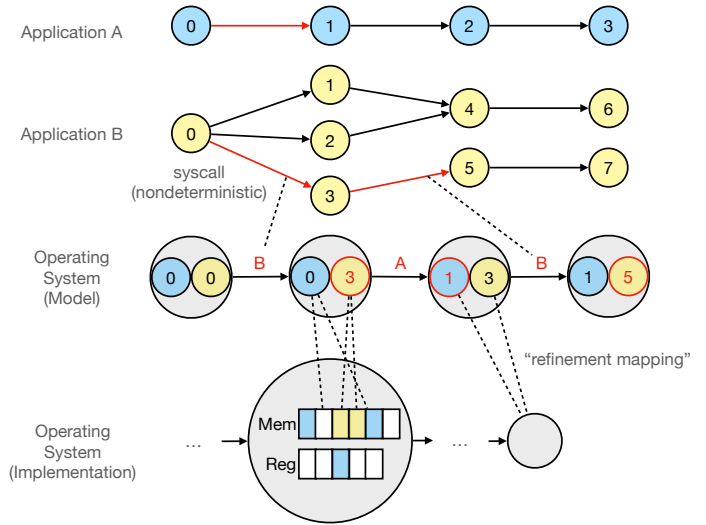 Application A
0
1
2
3
Application B
0
1
2
3
4
5
6
7
syscall
(nondeterministic)
Operating
System
(Model)
0 0
B
0 3
A
1 3
B
1 5
"refinement mapping"
Operating
System
(Implementation)
...
Mem
Reg
...